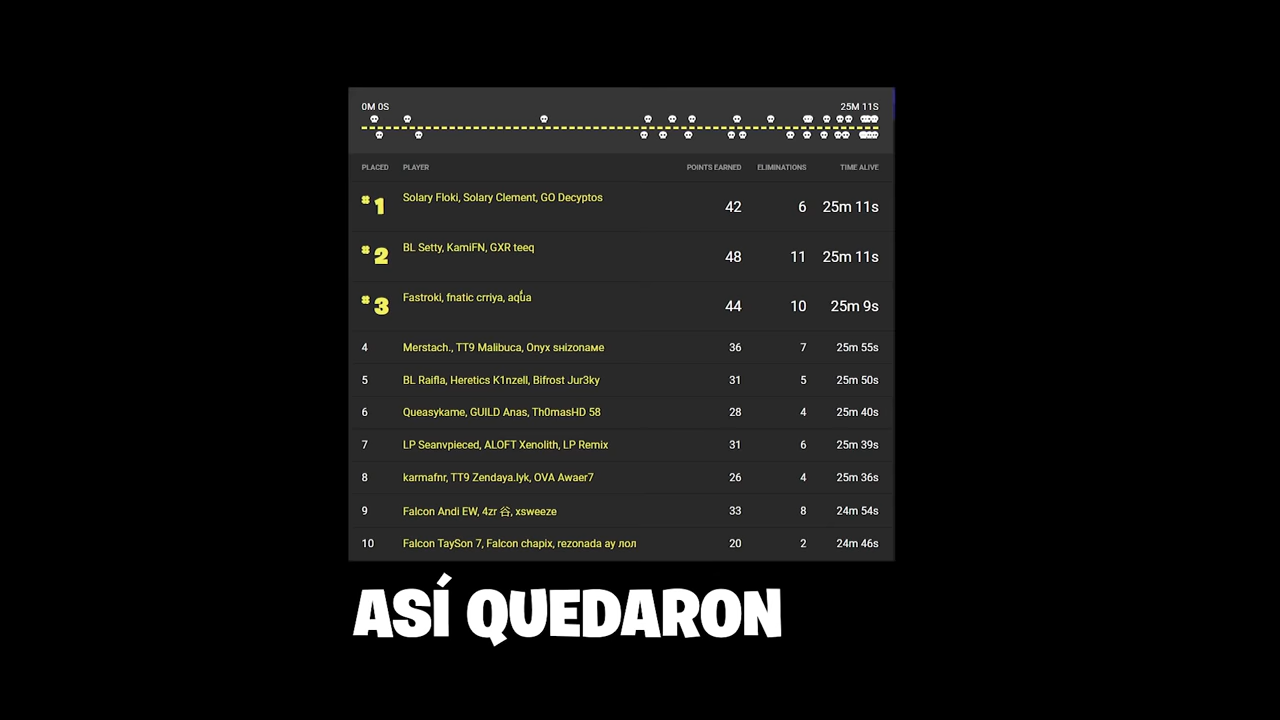 0M 0S 25M 11S
PLACED PLAYER POINTS EARNED ELIMINATIONS TIME ALIVE
#1 Solary Floki, Solary Clement, GO Decyptos 42 6 25m 11s
#2 BL Setty, KamiFN, GXR teeq 48 11 25m 11s
#3 Fastroki, fnatic crriya, aqua 44 10 25m 9s
4 Merstach., TT9 Malibuca, Onyx sнizonaмe 36 7 25m 55s
5 BL Raifla, Heretics K1nzell, Bifrost Jur3ky 31 5 25m 50s
6 Queasykame, GUILD Anas, Th0masHD 58 28 4 25m 40s
7 LP Seanvpieced, ALOFT Xenolith, LP Remix 31 6 25m 39s
8 karmafnr, TT9 Zendaya.lyk, OVA Awaer7 26 4 25m 36s
9 Falcon Andi EW, 4zr 谷, xsweeze 33 8 24m 54s
10 Falcon TaySon 7, Falcon chapix, rezonada ay лол 20 2 24m 46s
ASÍ QUEDARON